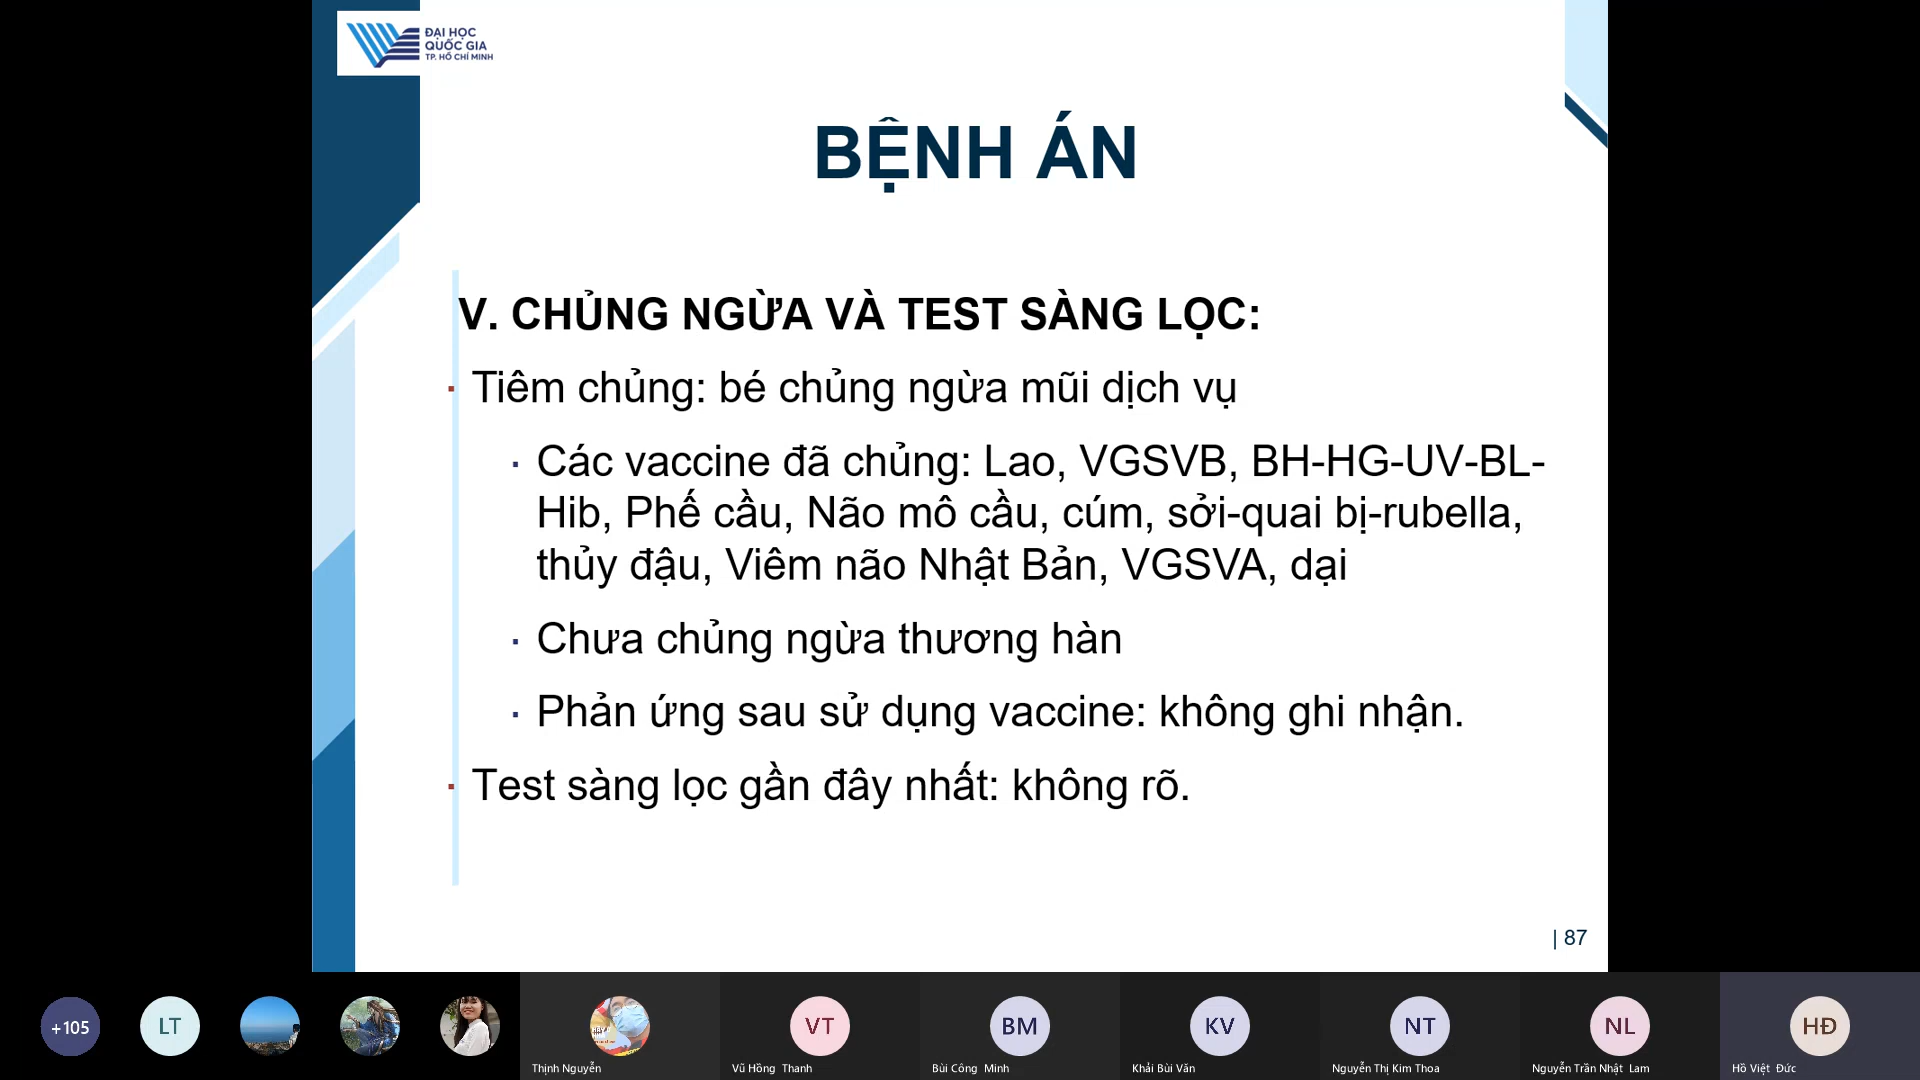 ĐẠI HỌC
QUỐC GIA
TP. HỒ CHÍ MINH
BỆNH ÁN
V. CHỦNG NGỪA VÀ TEST SÀNG LỌC:
Tiêm chủng: bé chủng ngừa mũi dịch vụ
Các vaccine đã chủng: Lao, VGSVB, BH-HG-UV-BL-
Hib, Phế cầu, Não mô cầu, cúm, sởi-quai bị-rubella,
thủy đậu, Viêm não Nhật Bản, VGSVA, dại
Chưa chủng ngừa thương hàn
Phản ứng sau sử dụng vaccine: không ghi nhận.
Test sàng lọc gần đây nhất: không rõ.
| 87
+105
LT
VT
BM
KV
NT
NL
HĐ
Thịnh Nguyễn
Vũ Hồng Thanh
Bùi Công Minh
Khải Bùi Văn
Nguyễn Thị Kim Thoa
Nguyễn Trần Nhật Lam
Hồ Việt Đức